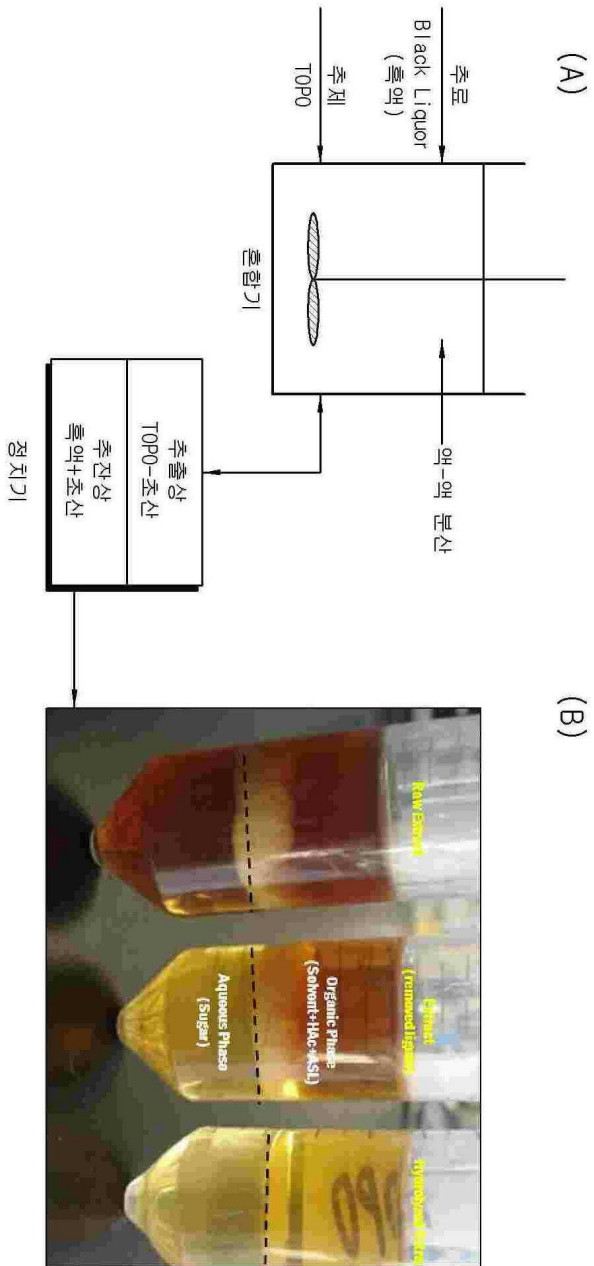 (A)
추료
Black Liquor
(흑액)
추제
TOPO
혼합기
액-액 분산
추출상
TOPO-초산
추잔상
흑액+초산
정치기
(B)
Raw Extract
Extract
(removed lignin)
Organic Phase
(Solvent+HAc+ASL)
Aqueous Phase
(Sugar)